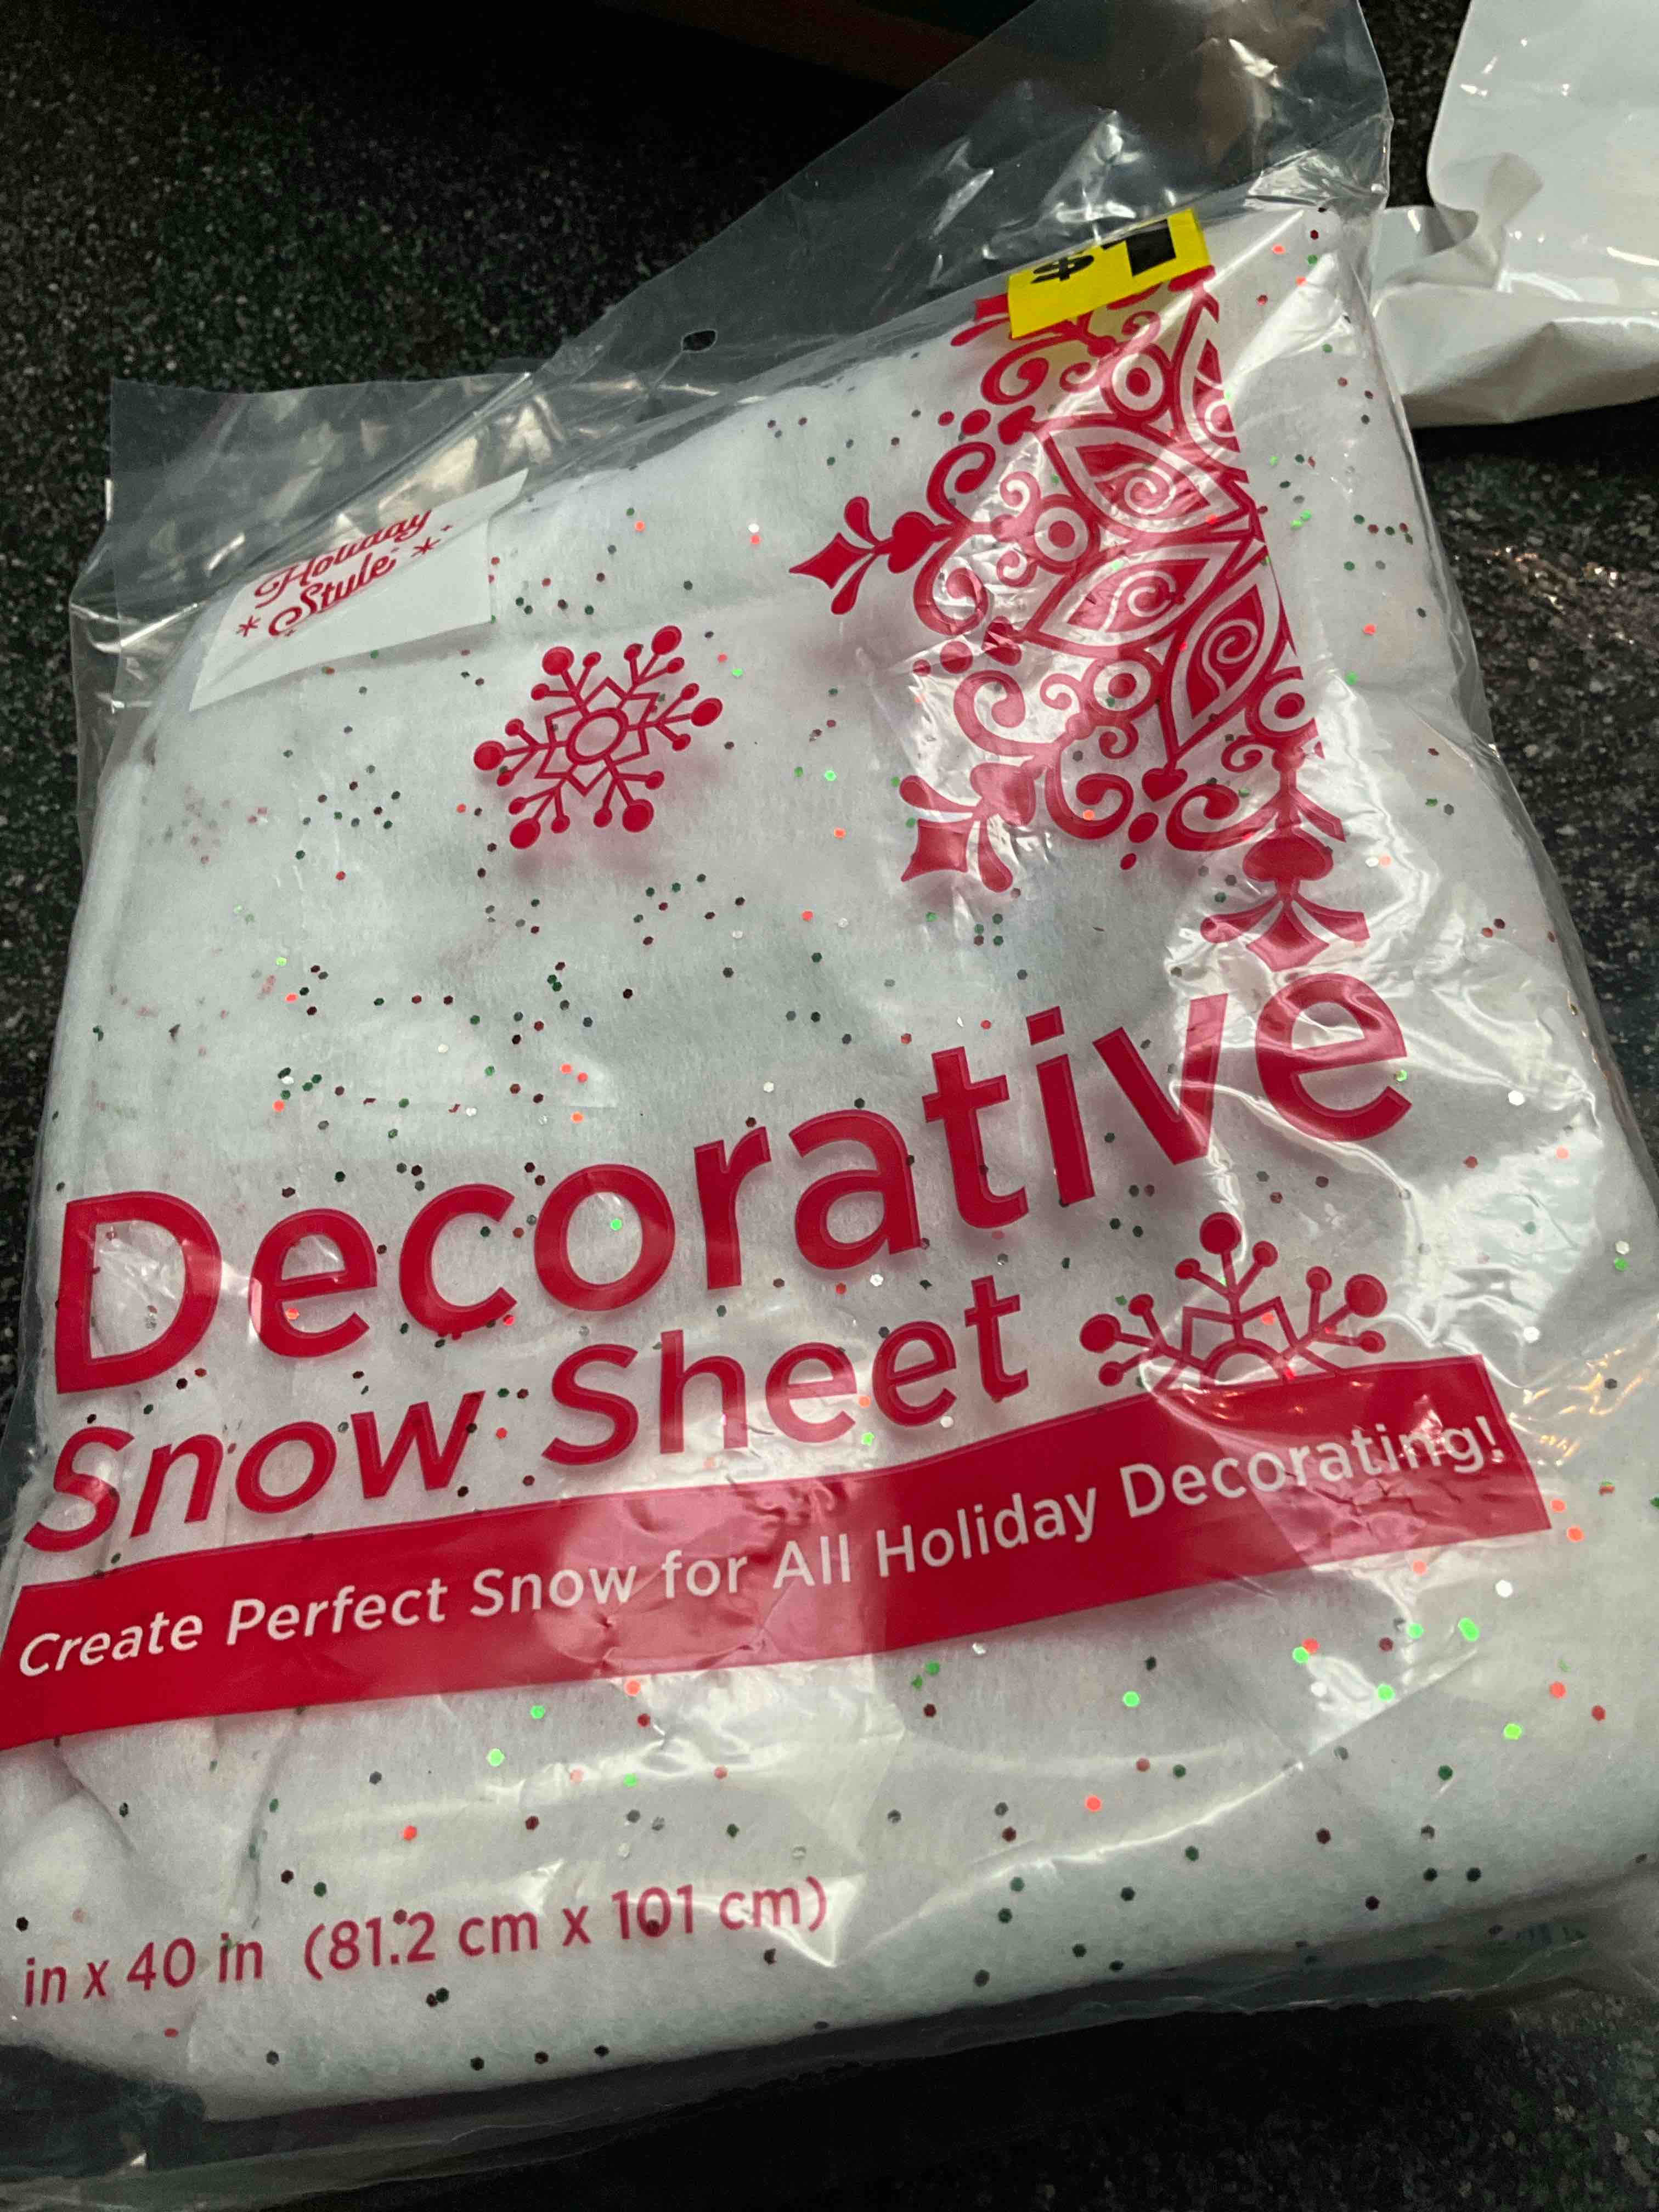 $1
Holiday
Style
Decorative
Snow Sheet
Create Perfect Snow for All Holiday Decorating!
in x 40 in (81.2 cm x 101 cm)